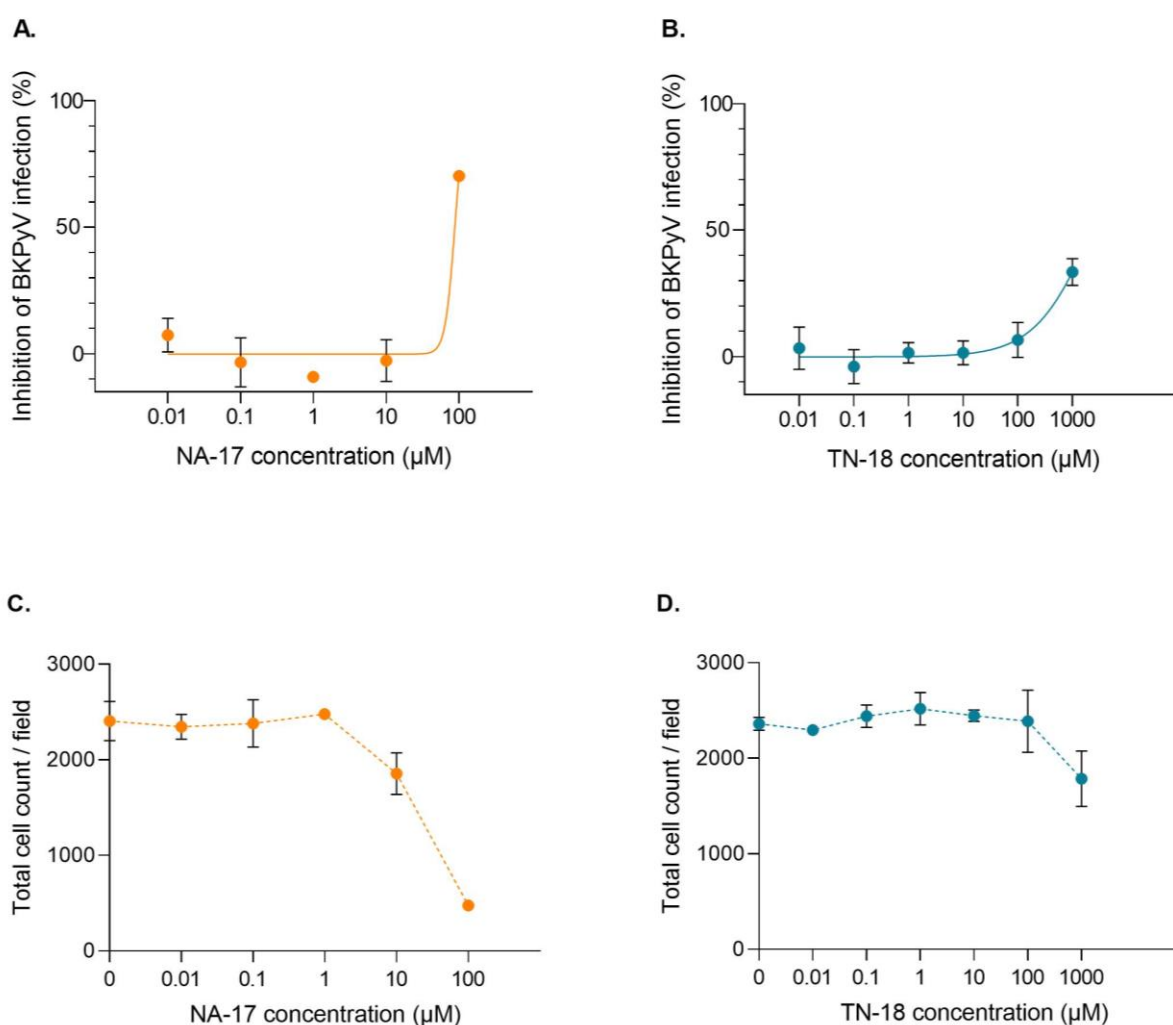 A.
Inhibition of BKPyV infection (%)
100
50
0
0.01 0.1 1 10 100
NA-17 concentration (µM)
B.
Inhibition of BKPyV infection (%)
100
50
0
0.01 0.1 1 10 100 1000
TN-18 concentration (µM)
C.
Total cell count / field
3000
2000
1000
0
0 0.01 0.1 1 10 100
NA-17 concentration (µM)
D.
Total cell count / field
3000
2000
1000
0
0 0.01 0.1 1 10 100 1000
TN-18 concentration (µM)